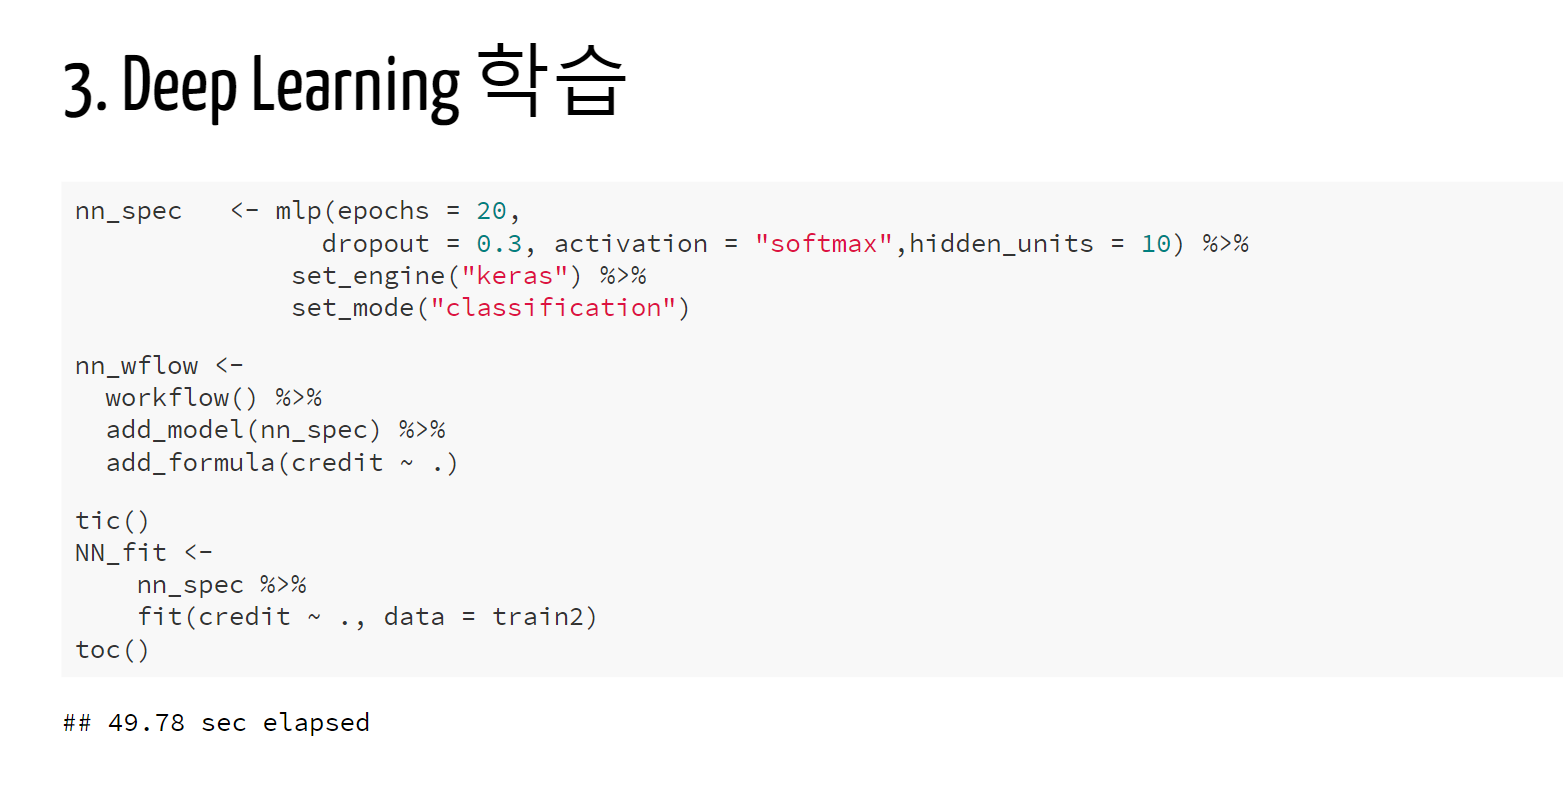 3. Deep Learning 학습
nn_spec   <- mlp(epochs = 20,
                dropout = 0.3, activation = "softmax",hidden_units = 10) %>%
              set_engine("keras") %>%
              set_mode("classification")
nn_wflow <-
  workflow() %>%
  add_model(nn_spec) %>%
  add_formula(credit ~ .)
tic()
NN_fit <-
    nn_spec %>%
    fit(credit ~ ., data = train2)
toc()
## 49.78 sec elapsed